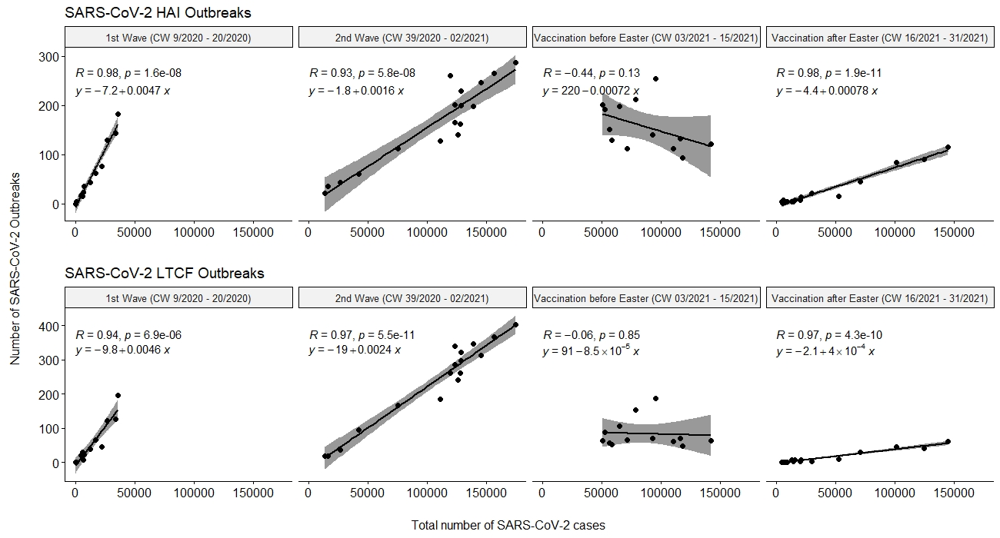 SARS-CoV-2 HAI Outbreaks
1st Wave (CW 9/2020 - 20/2020)
2nd Wave (CW 39/2020 - 02/2021)
Vaccination before Easter (CW 03/2021 - 15/2021)
Vaccination after Easter (CW 16/2021 - 31/2021)
300
200
100
0
R = 0.98, p = 1.6e-08
y = −7.2+0.0047 x
R = 0.93, p = 5.8e-08
y = −1.8+0.0016 x
R = −0.44, p = 0.13
y = 220−0.00072 x
R = 0.98, p = 1.9e-11
y = −4.4+0.00078 x
0 50000 100000 150000
0 50000 100000 150000
0 50000 100000 150000
0 50000 100000 150000
Number of SARS-CoV-2 Outbreaks
SARS-CoV-2 LTCF Outbreaks
1st Wave (CW 9/2020 - 20/2020)
2nd Wave (CW 39/2020 - 02/2021)
Vaccination before Easter (CW 03/2021 - 15/2021)
Vaccination after Easter (CW 16/2021 - 31/2021)
400
300
200
100
0
R = 0.94, p = 6.9e-06
y = −9.8+0.0046 x
R = 0.97, p = 5.5e-11
y = −19+0.0024 x
R = −0.06, p = 0.85
y = 91−8.5×10⁻⁵ x
R = 0.97, p = 4.3e-10
y = −2.1+4×10⁻⁴ x
0 50000 100000 150000
0 50000 100000 150000
0 50000 100000 150000
0 50000 100000 150000
Total number of SARS-CoV-2 cases